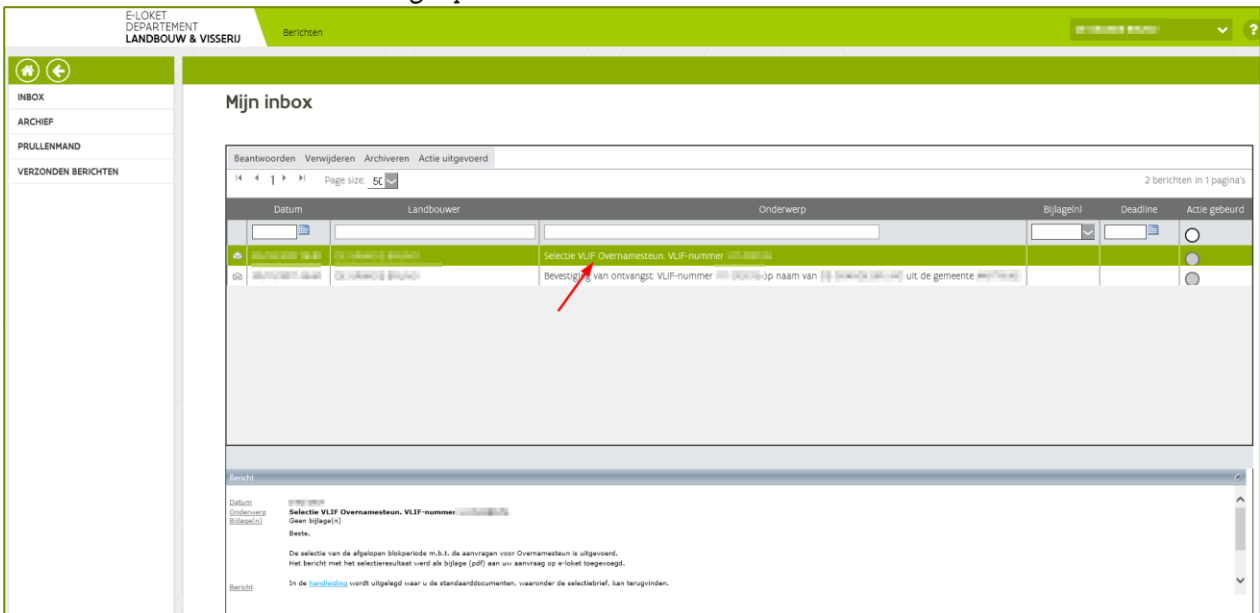 E-LOKET
DEPARTEMENT
LANDBOUW & VISSERIJ
Berichten
?
INBOX
ARCHIEF
PRULLENMAND
VERZONDEN BERICHTEN
Mijn inbox
Beantwoorden Verwijderen Archiveren Actie uitgevoerd
1 Page size: 50 2 berichten in 1 pagina's
Datum Landbouwer Onderwerp Bijlage(n) Deadline Actie gebeurd
Selectie VLIF Overnamesteun. VLIF-nummer
Bevestiging van ontvangst: VLIF-nummer op naam van uit de gemeente
Bericht
Datum
Onderwerp Selectie VLIF Overnamesteun. VLIF-nummer
Bijlage(n) Geen bijlage(n)
Beste,
De selectie van de afgelopen blokperiode m.b.t. de aanvragen voor Overnamesteun is uitgevoerd.
Het bericht met het selectieresultaat werd als bijlage (pdf) aan uw aanvraag op e-loket toegevoegd.
Bericht In de handleiding wordt uitgelegd waar u de standaarddocumenten, waaronder de selectiebrief, kan terugvinden.